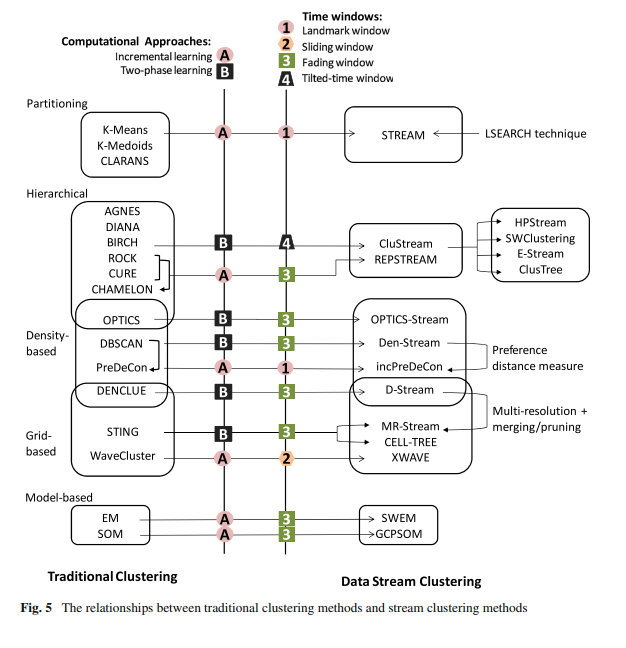 Time windows:
1 Landmark window
2 Sliding window
3 Fading window
4 Tilted-time window
Computational Approaches:
Incremental learning A
Two-phase learning B
Partitioning
K-Means
K-Medoids
CLARANS
A
1
STREAM
LSEARCH technique
Hierarchical
AGNES
DIANA
BIRCH
ROCK
CURE
CHAMELON
B
4
A
3
CluStream
REPSTREAM
HPStream
SWClustering
E-Stream
ClusTree
Density-
based
OPTICS
B
3
OPTICS-Stream
DBSCAN
B
3
Den-Stream
PreDeCon
A
1
incPreDeCon
Preference
distance measure
DENCLUE
B
3
D-Stream
Multi-resolution +
merging/pruning
Grid-
based
STING
B
3
MR-Stream
CELL-TREE
WaveCluster
A
2
XWAVE
Model-based
EM
A
3
SWEM
SOM
A
3
GCPSOM
Traditional Clustering
Data Stream Clustering
Fig. 5 The relationships between traditional clustering methods and stream clustering methods